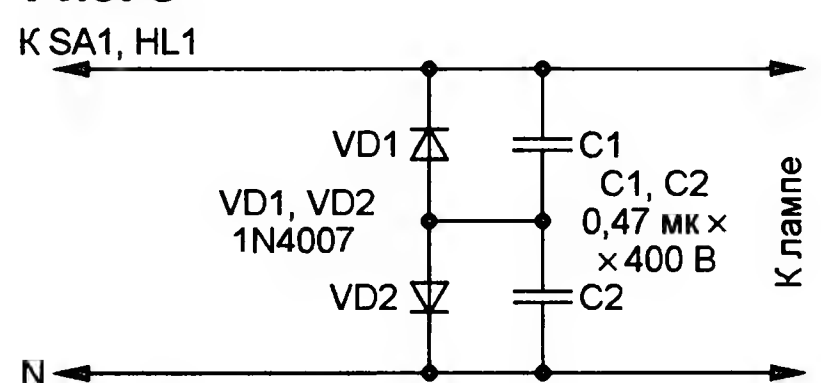 К SA1, HL1
VD1
C1
VD1, VD2
1N4007
C1, C2
0,47 мк ×
× 400 В
VD2
C2
N
К лампе